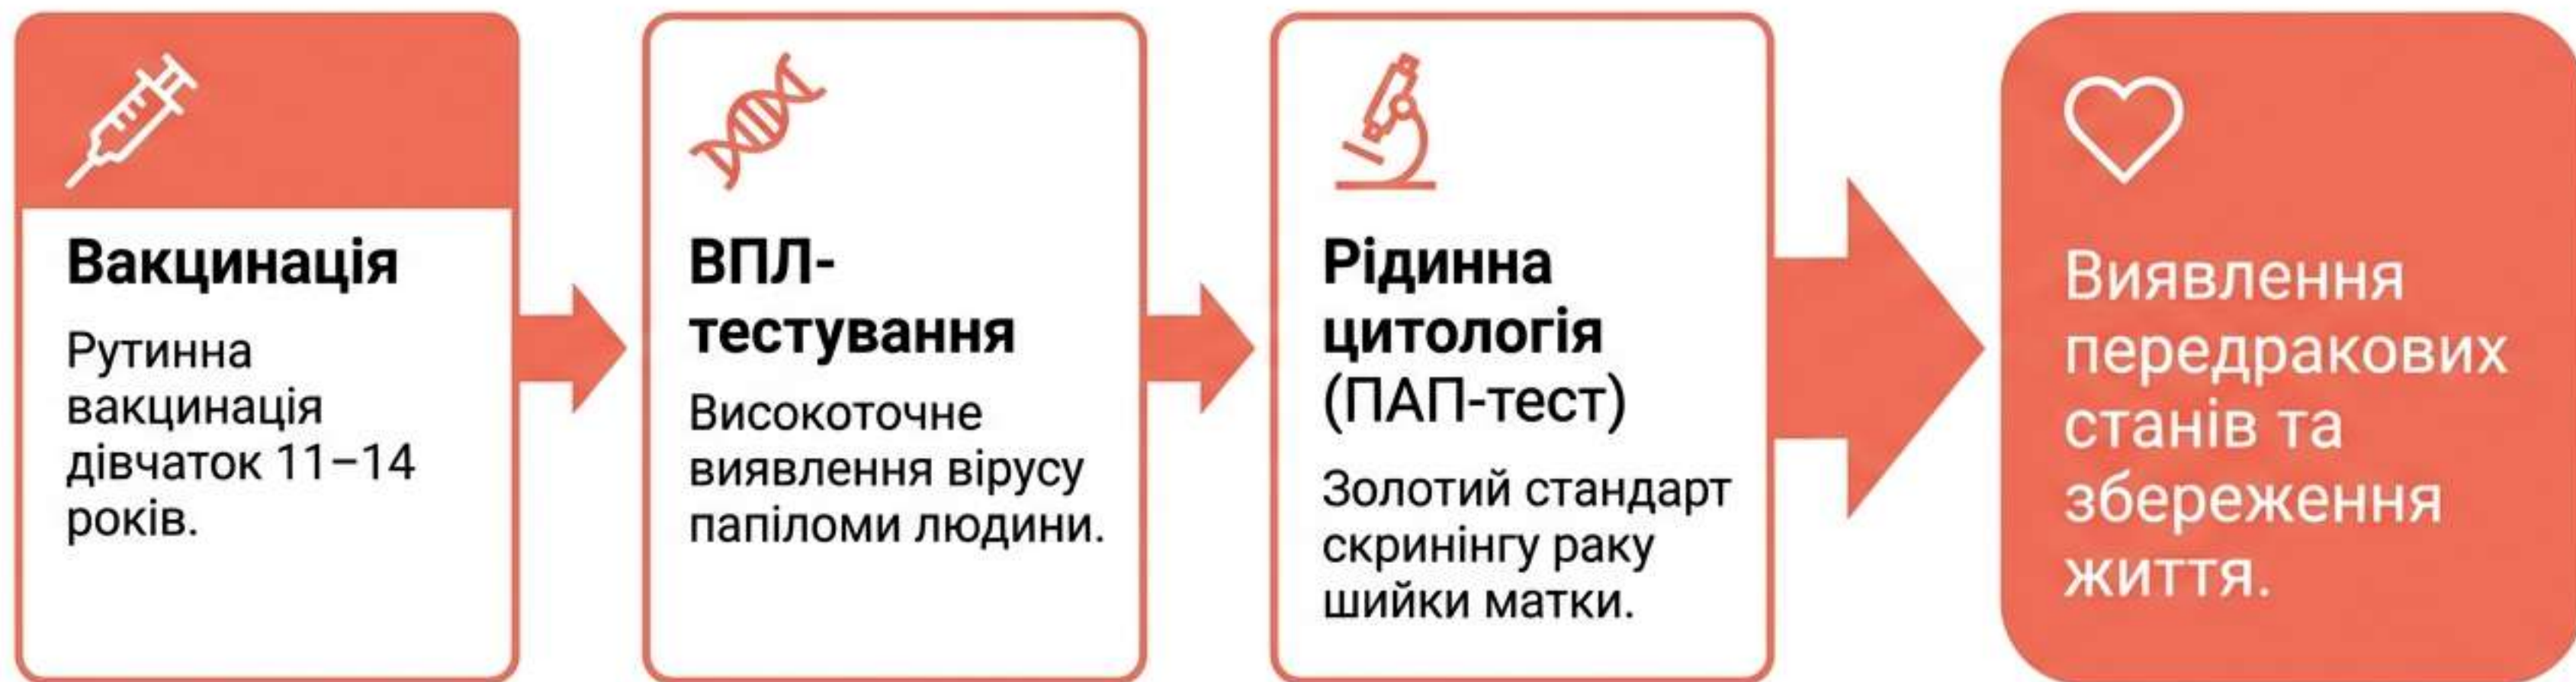 Вакцинація
Рутинна
вакцинація
дівчаток 11–14
років.
ВПЛ-
тестування
Високоточне
виявлення вірусу
папіломи людини.
Рідинна
цитологія
(ПАП-тест)
Золотий стандарт
скринінгу раку
шийки матки.
Виявлення
передракових
станів та
збереження
життя.